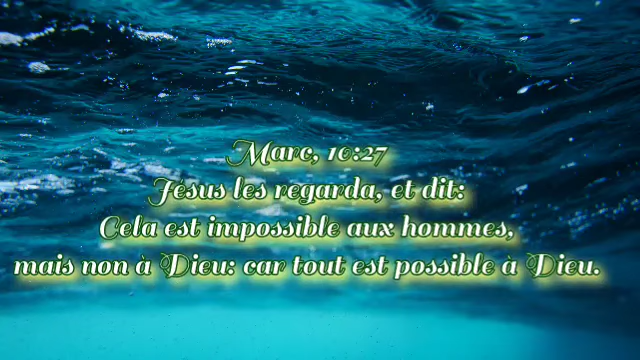 Marc, 10:27
Jésus les regarda, et dit:
Cela est impossible aux hommes,
mais non à Dieu: car tout est possible à Dieu.